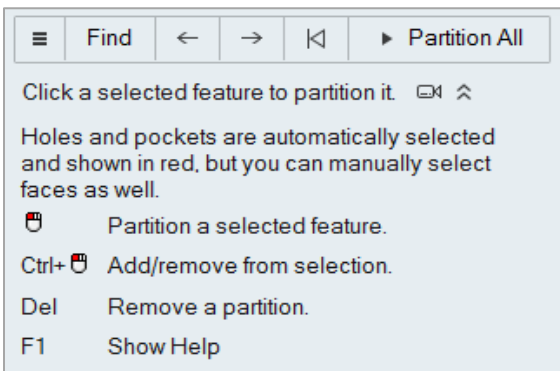 Find Partition All
Click a selected feature to partition it.
Holes and pockets are automatically selected
and shown in red, but you can manually select
faces as well.
Partition a selected feature.
Ctrl+ Add/remove from selection.
Del Remove a partition.
F1 Show Help